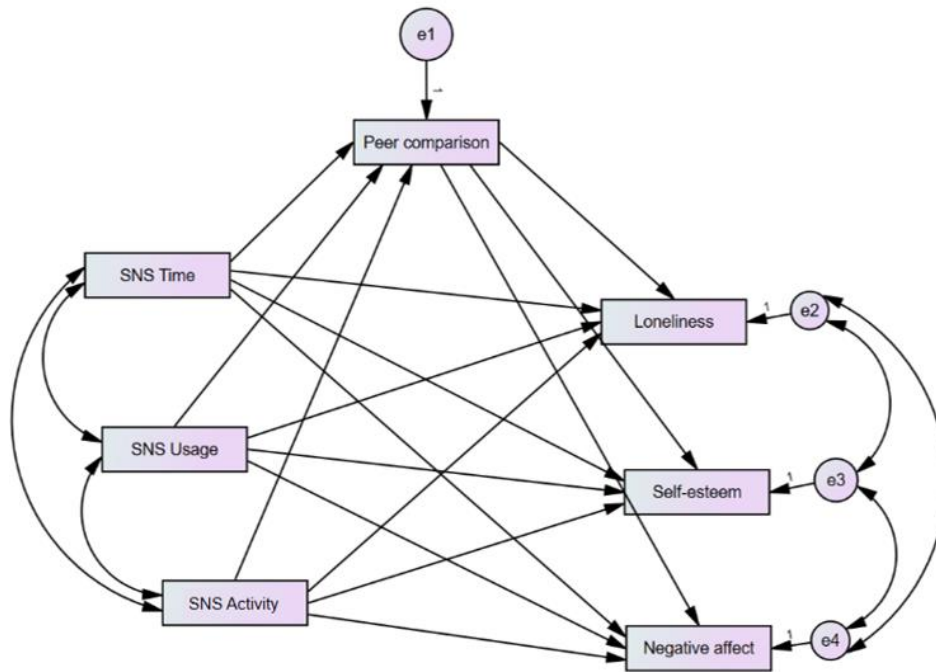 e1
1
Peer comparison
SNS Time
Loneliness
1
e2
SNS Usage
Self-esteem
1
e3
SNS Activity
Negative affect
1
e4